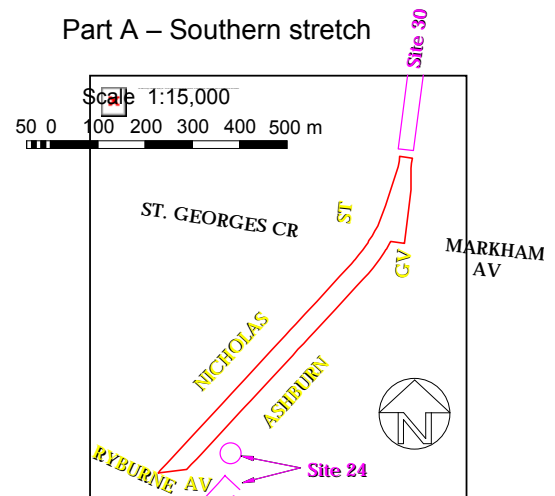 Part A – Southern stretch
Site 30
Scale 1:15,000
50 0 100 200 300 400 500 m
ST. GEORGES CR
ST
GV
MARKHAM
AV
NICHOLAS
ASHBURN
RYBURNE AV
Site 24
N